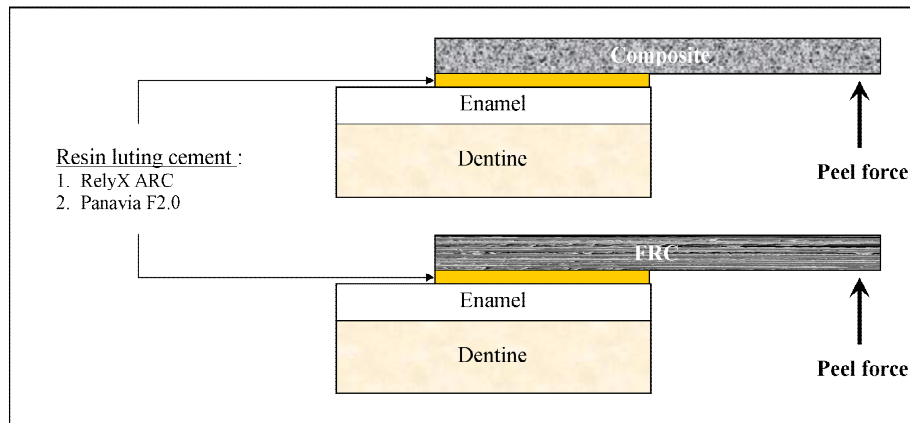 Composite
Enamel
Dentine
Peel force
Resin luting cement :
1. RelyX ARC
2. Panavia F2.0
FRC
Enamel
Dentine
Peel force